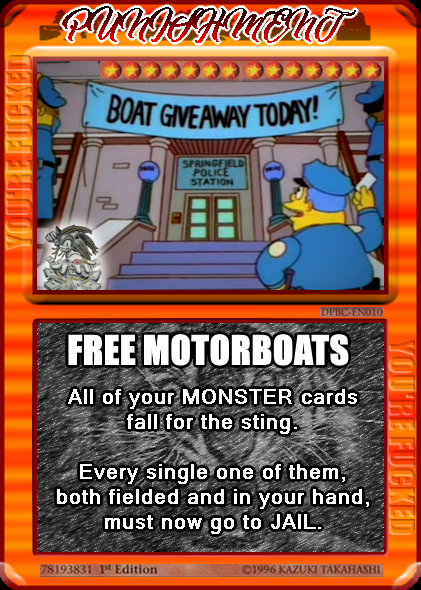 PUNISHMENT
YOU'RE FUCKED
BOAT GIVEAWAY TODAY!
SPRINGFIELD
POLICE
STATION
DPBC-EN010
FREE MOTORBOATS
All of your MONSTER cards
fall for the sting.
Every single one of them,
both fielded and in your hand,
must now go to JAIL.
YOU'RE FUCKED
78193831 1st Edition
©1996 KAZUKI TAKAHASHI